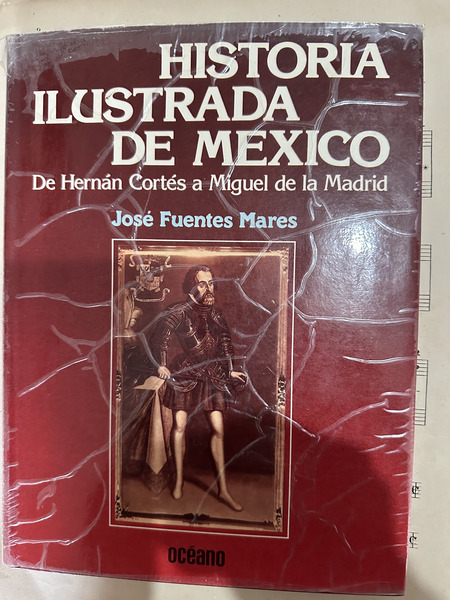 HISTORIA
ILUSTRADA
DE MEXICO
De Hernán Cortés a Miguel de la Madrid
José Fuentes Mares
océano